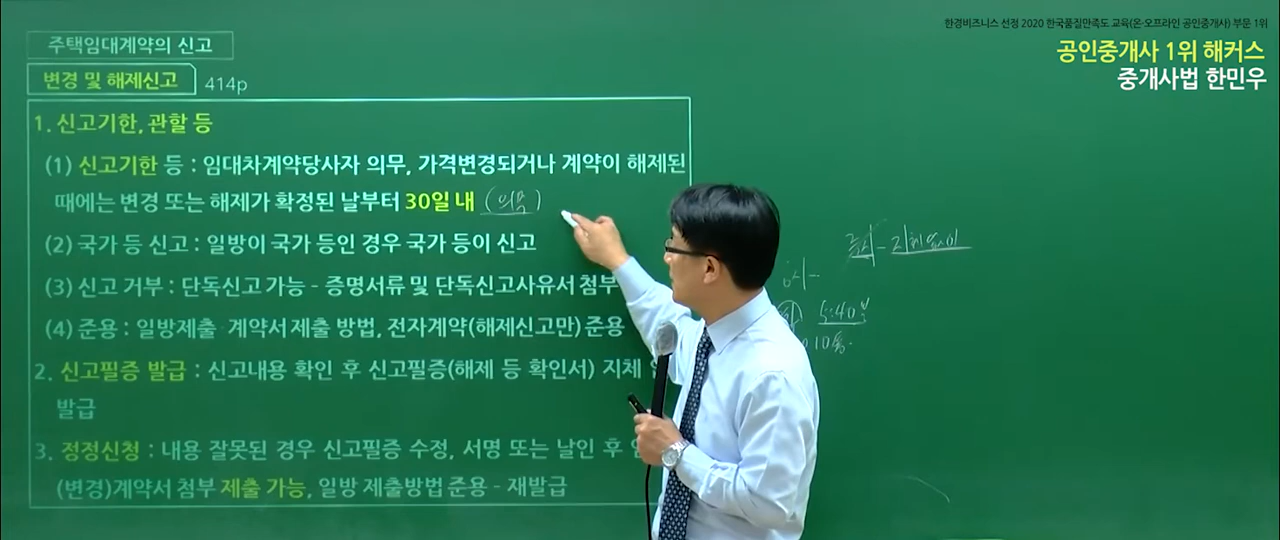 한경비즈니스 선정 2020 한국품질만족도 교육(온·오프라인 공인중개사) 부문 1위
공인중개사 1위 해커스
중개사법 한민우
주택임대계약의 신고
변경 및 해제신고 414p
1. 신고기한, 관할 등
(1) 신고기한 등 : 임대차계약당사자 의무, 가격변경되거나 계약이 해제된
때에는 변경 또는 해제가 확정된 날부터 30일 내 (의무)
(2) 국가 등 신고 : 일방이 국가 등인 경우 국가 등이 신고
(3) 신고 거부 : 단독신고 가능 - 증명서류 및 단독신고사유서 첨부
(4) 준용 : 일방제출 계약서 제출 방법, 전자계약(해제신고만) 준용
2. 신고필증 발급 : 신고내용 확인 후 신고필증(해제 등 확인서) 지체
발급
3. 정정신청 : 내용 잘못된 경우 신고필증 수정, 서명 또는 날인 후
(변경)계약서 첨부 제출 가능, 일방 제출방법 준용 - 재발급
즉시 - 지체없이
5:40분